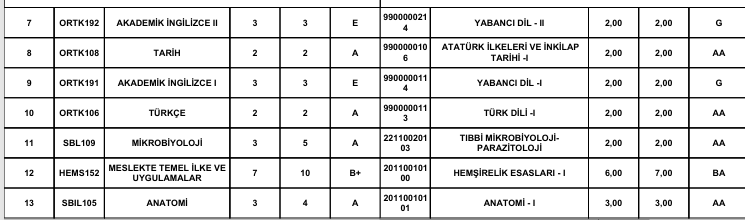 7 ORTK192 AKADEMİK İNGİLİZCE II 3 3 E 9900000214 YABANCI DİL - II 2,00 2,00 G
8 ORTK108 TARİH 2 2 A 9900000106 ATATÜRK İLKELERİ VE İNKİLAP TARİHİ -I 2,00 2,00 AA
9 ORTK191 AKADEMİK İNGİLİZCE I 3 3 E 9900000114 YABANCI DİL -I 2,00 2,00 G
10 ORTK106 TÜRKÇE 2 2 A 9900000113 TÜRK DİLİ -I 2,00 2,00 AA
11 SBL109 MİKROBİYOLOJİ 3 5 A 22110020103 TIBBİ MİKROBİYOLOJİ-PARAZİTOLOJİ 2,00 2,00 AA
12 HEMS152 MESLEKTE TEMEL İLKE VE UYGULAMALAR 7 10 B+ 20110010100 HEMŞİRELİK ESASLARI - I 6,00 7,00 BA
13 SBIL105 ANATOMİ 3 4 A 20110010101 ANATOMİ - I 3,00 3,00 AA